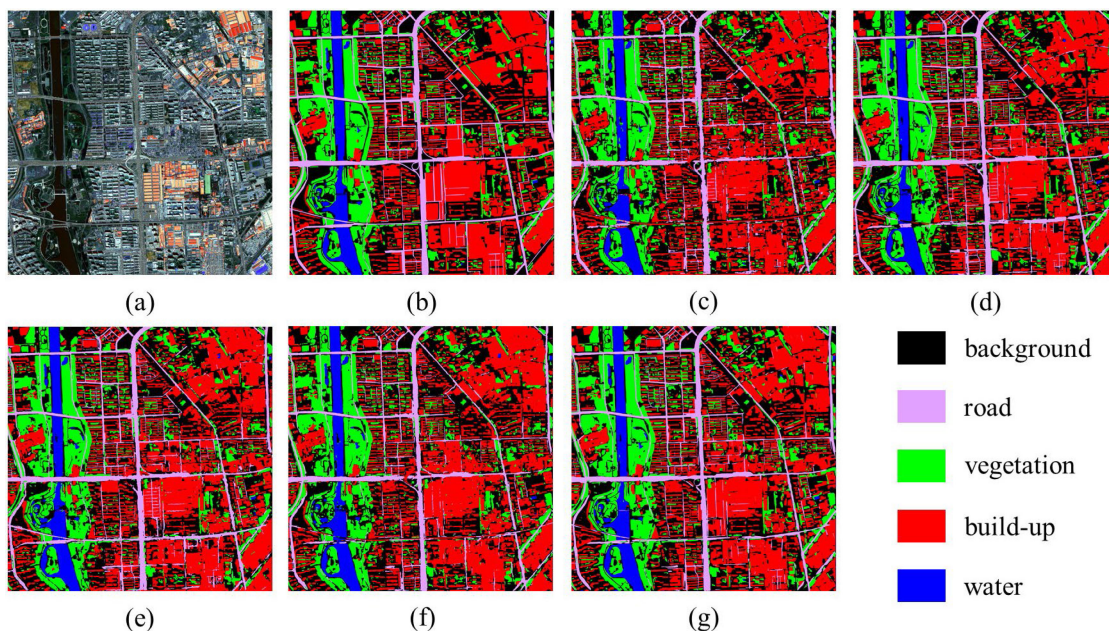 (a)
(b)
(c)
(d)
(e)
(f)
(g)
background
road
vegetation
build-up
water